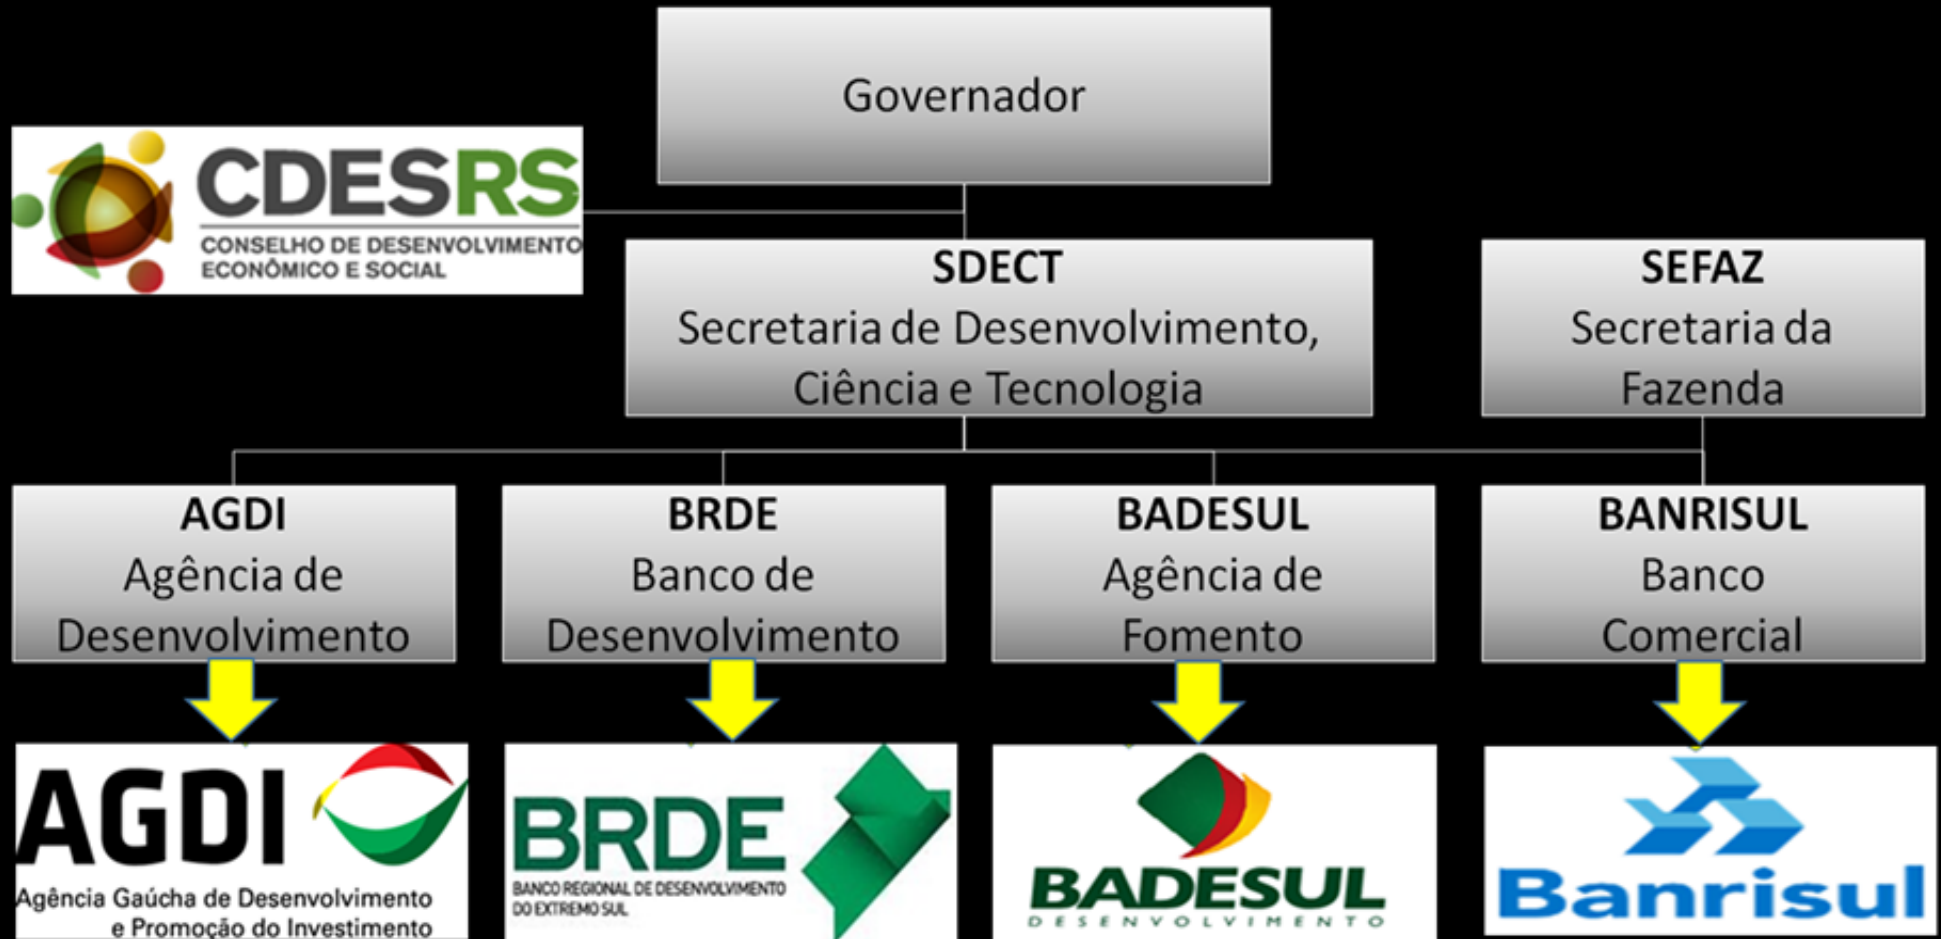 Governador
CDESRS
CONSELHO DE DESENVOLVIMENTO
ECONÔMICO E SOCIAL
SDECT
Secretaria de Desenvolvimento,
Ciência e Tecnologia
SEFAZ
Secretaria da
Fazenda
AGDI
Agência de
Desenvolvimento
BRDE
Banco de
Desenvolvimento
BADESUL
Agência de
Fomento
BANRISUL
Banco
Comercial
AGDI
Agência Gaúcha de Desenvolvimento
e Promoção do Investimento
BRDE
BANCO REGIONAL DE DESENVOLVIMENTO
DO EXTREMO SUL
BADESUL
DESENVOLVIMENTO
Banrisul